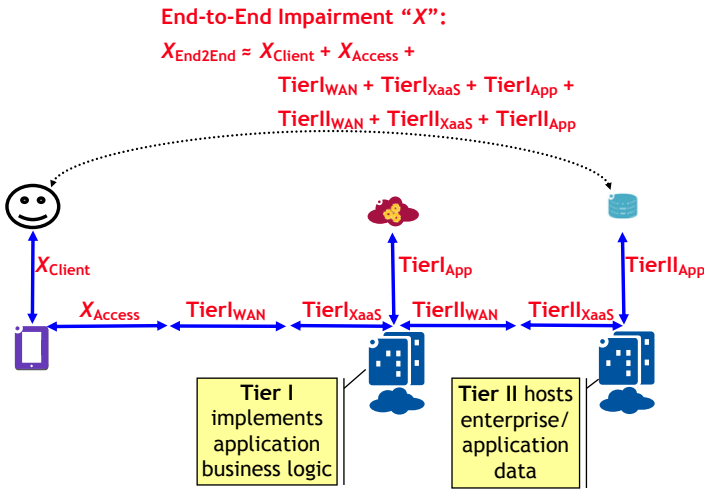 End-to-End Impairment “X”:
XEnd2End ≈ XClient + XAccess +
TierIWAN + TierIXaaS + TierIApp +
TierIIWAN + TierIIXaaS + TierIIApp
XClient
TierIApp
TierIIApp
XAccess
TierIWAN
TierIXaaS
TierIIWAN
TierIIXaaS
Tier I
implements
application
business logic
Tier II hosts
enterprise/
application
data